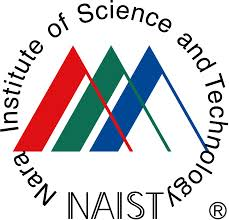 Nara Institute of Science and Technology
NAIST ®